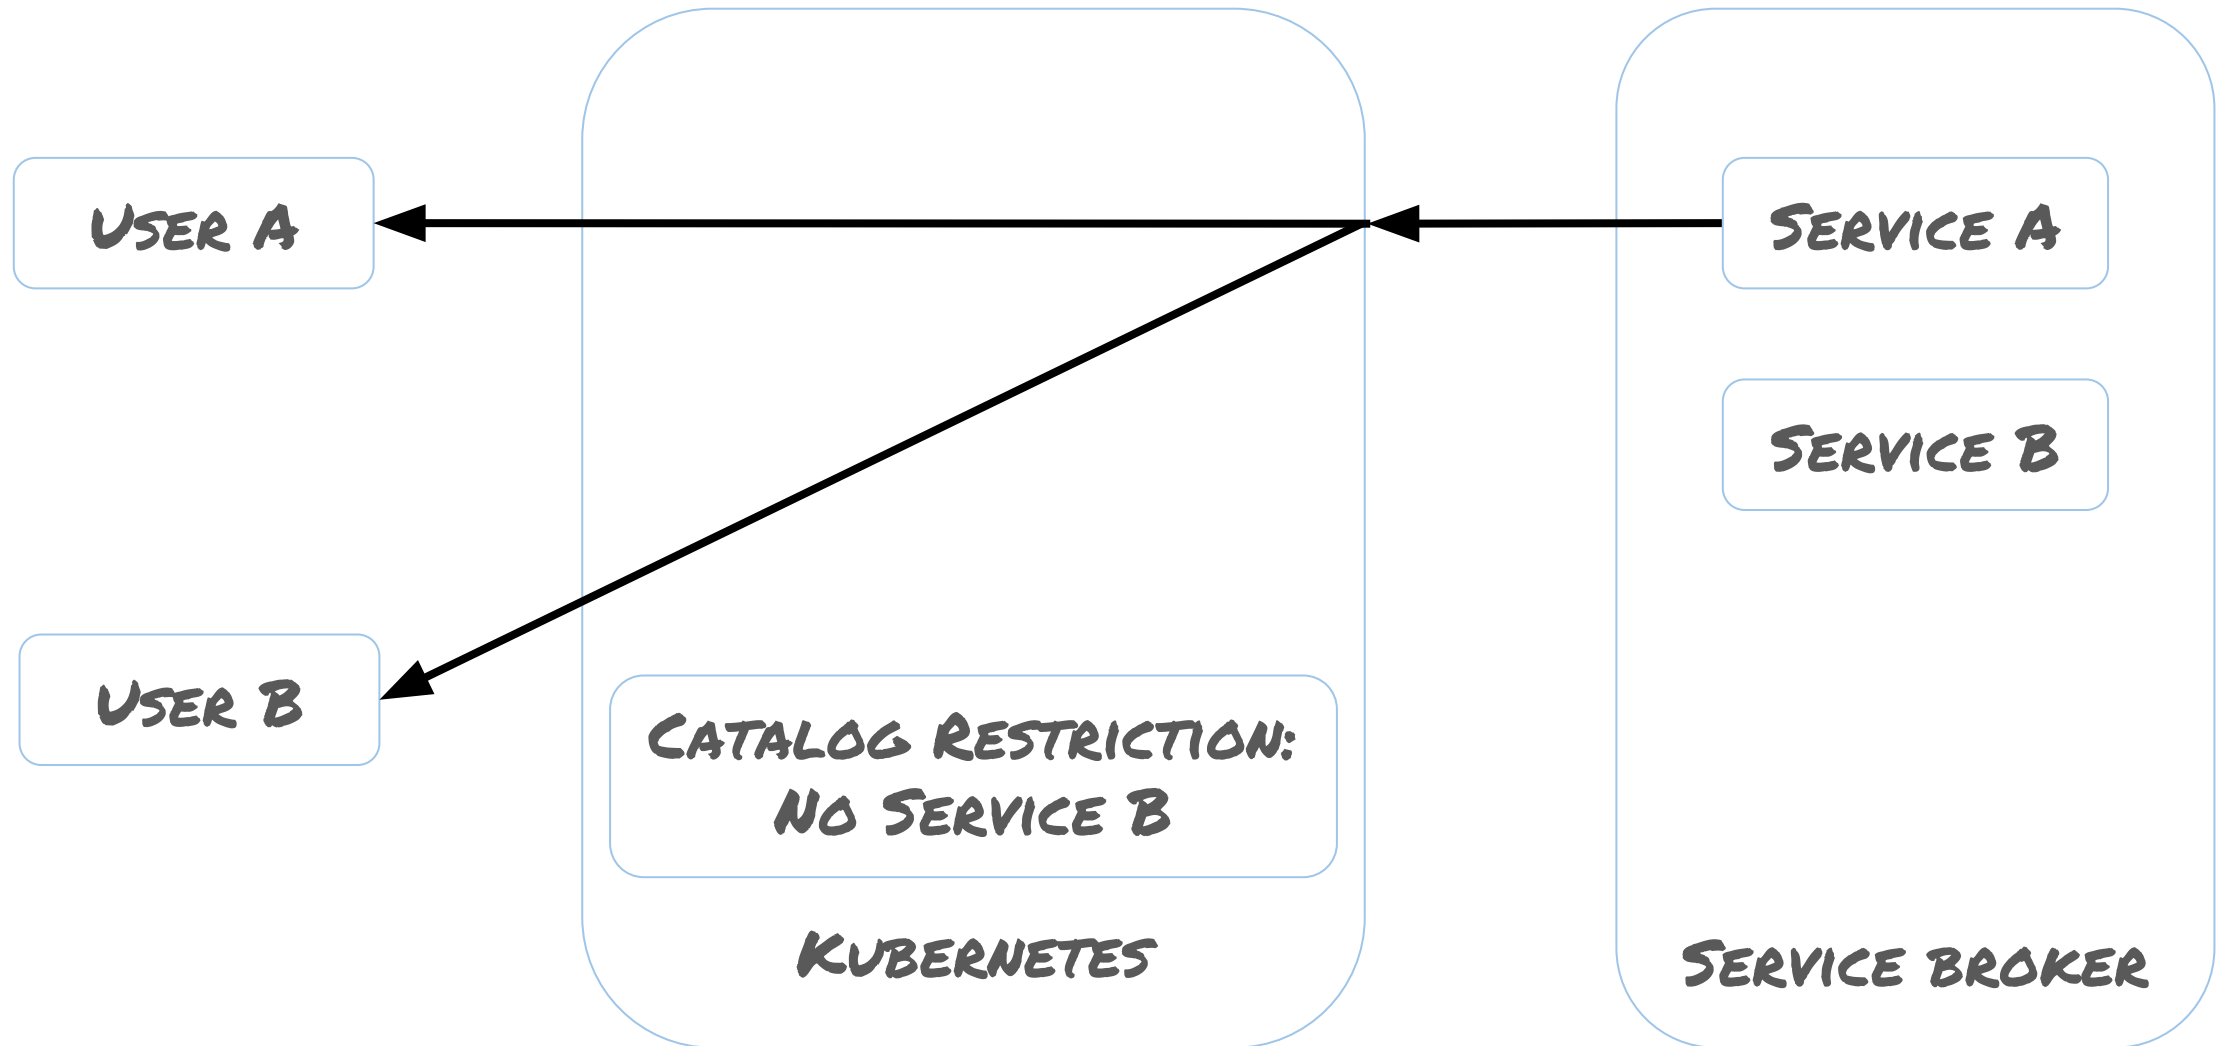 User A
Service A
Service B
User B
Catalog Restriction:
No Service B
Kubernetes
Service broker